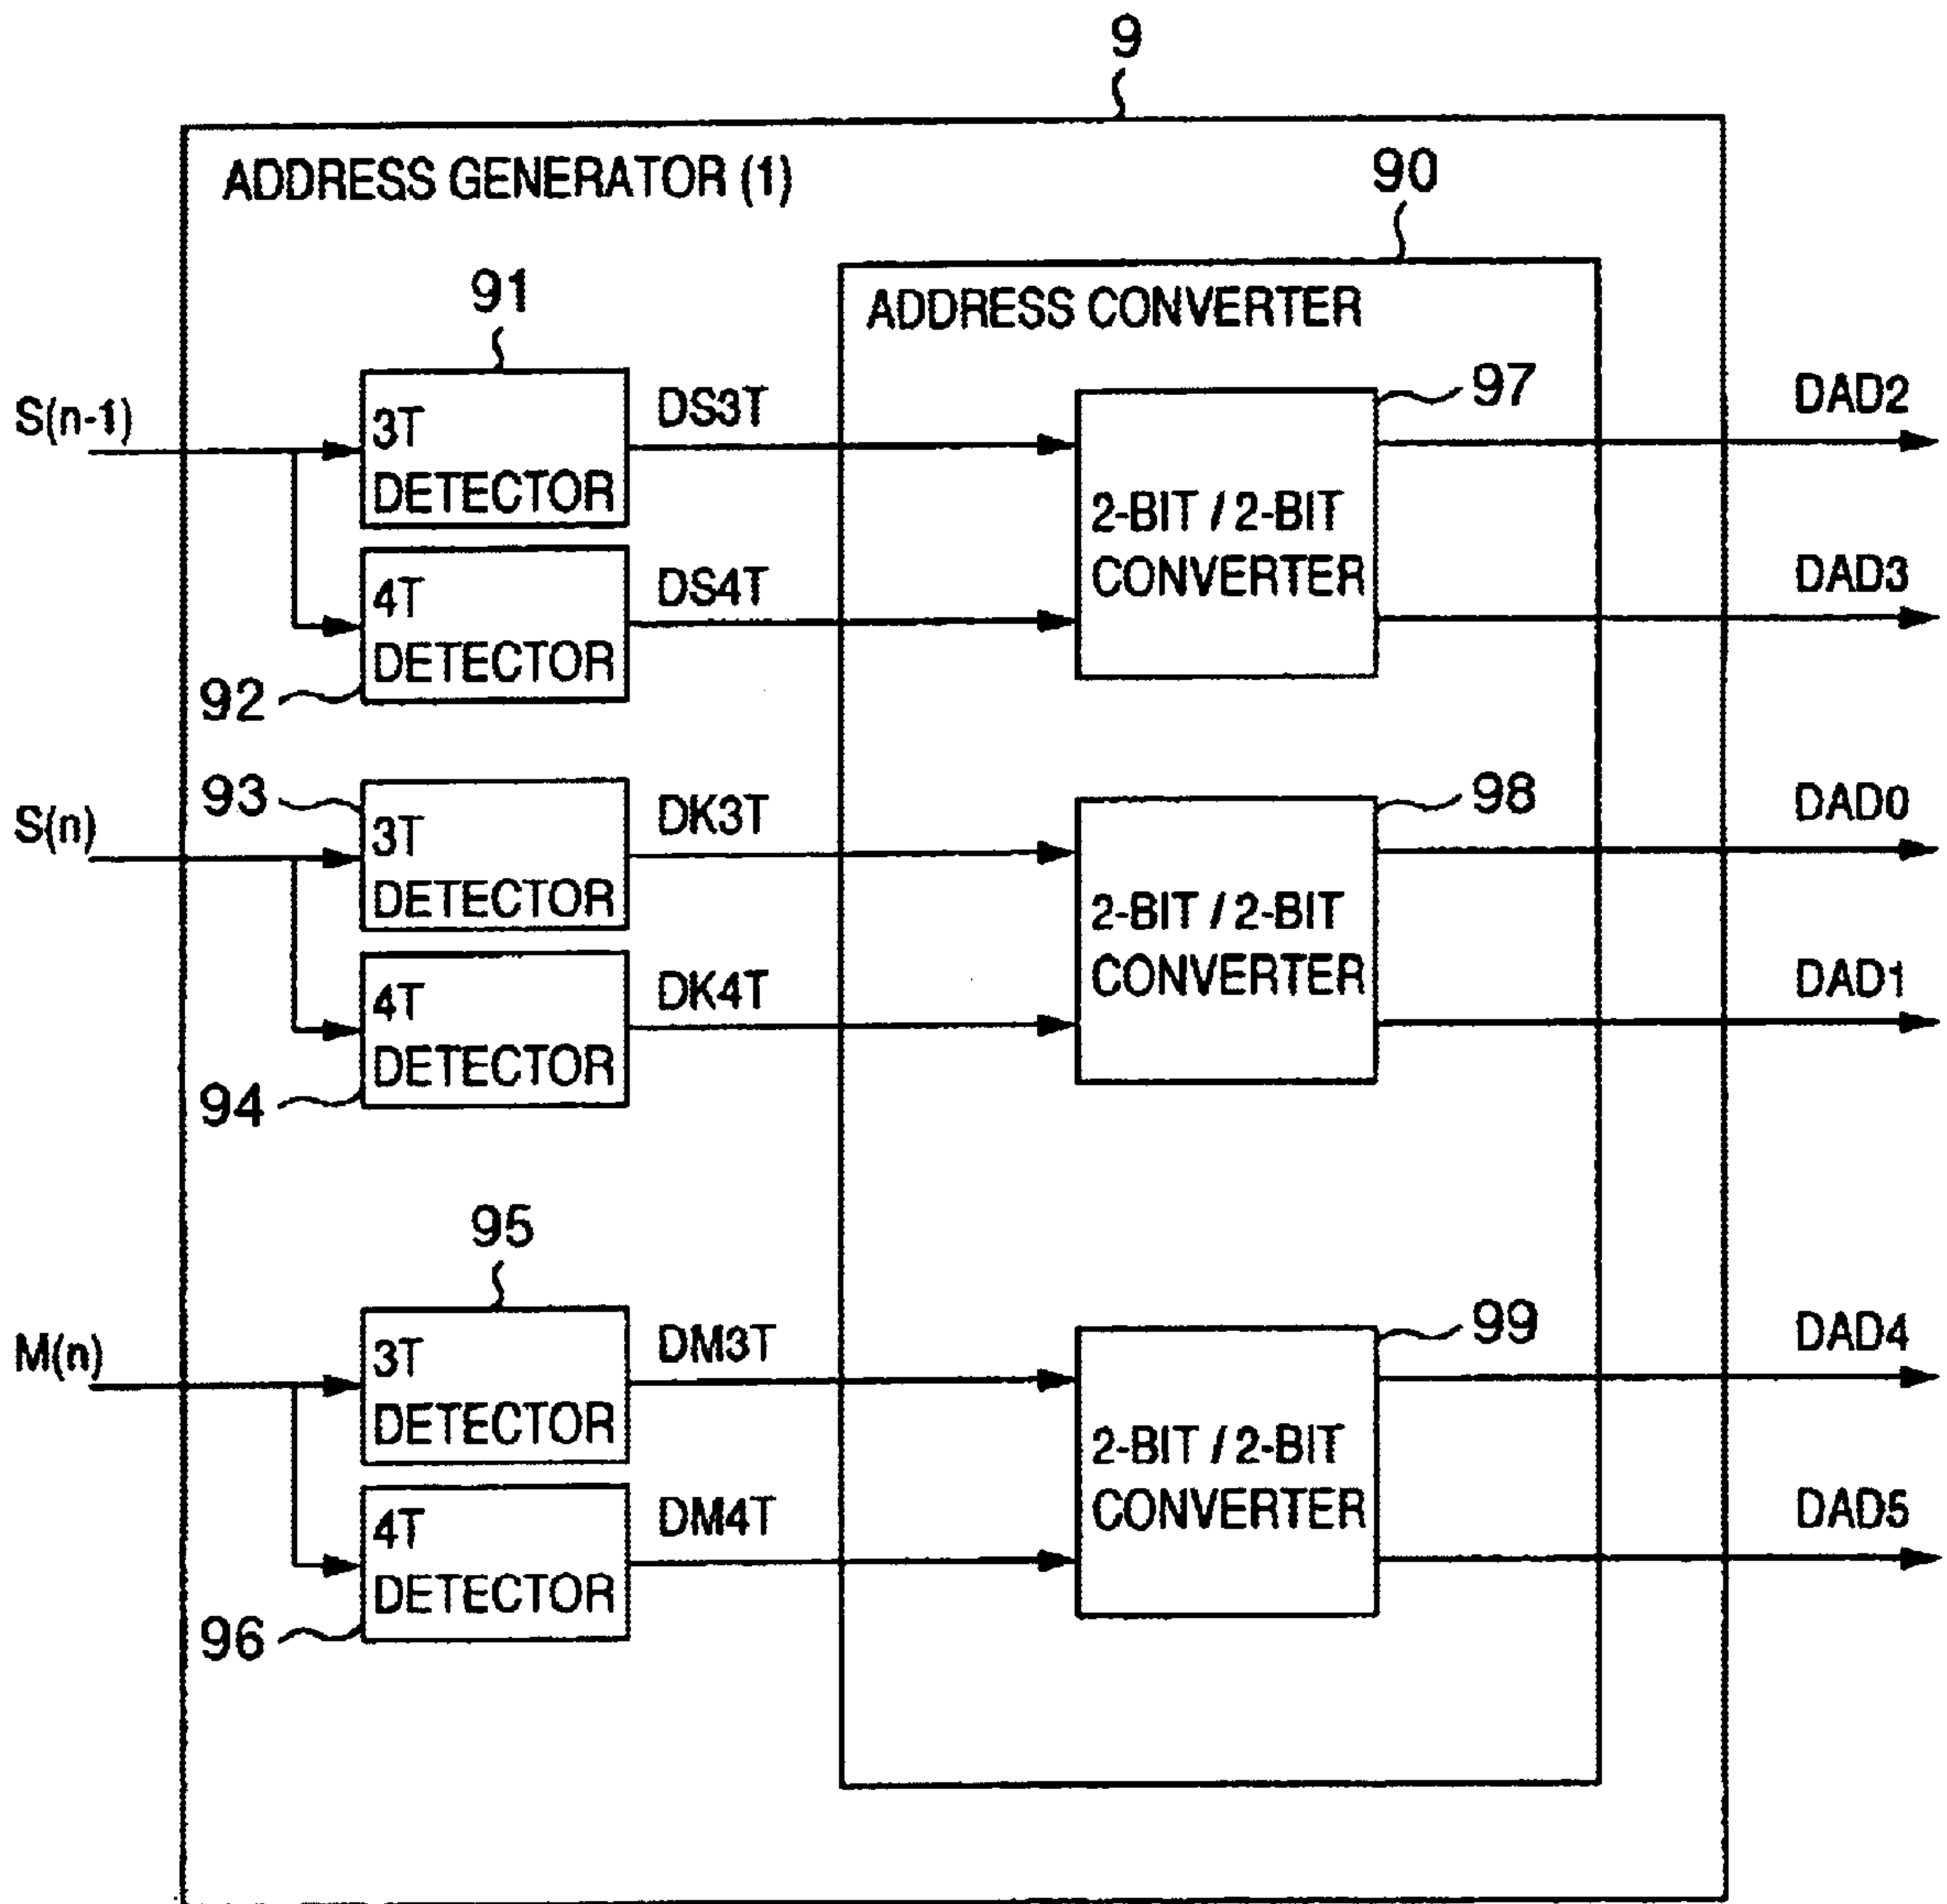 9
ADDRESS GENERATOR (1)
90
ADDRESS CONVERTER
91
S(n-1)
3T
DETECTOR
DS3T
97
DAD2
2-BIT / 2-BIT
CONVERTER
4T
DETECTOR
DS4T
DAD3
92
93
S(n)
3T
DETECTOR
DK3T
98
DAD0
2-BIT / 2-BIT
CONVERTER
4T
DETECTOR
DK4T
DAD1
94
95
M(n)
3T
DETECTOR
DM3T
99
DAD4
2-BIT / 2-BIT
CONVERTER
4T
DETECTOR
DM4T
DAD5
96